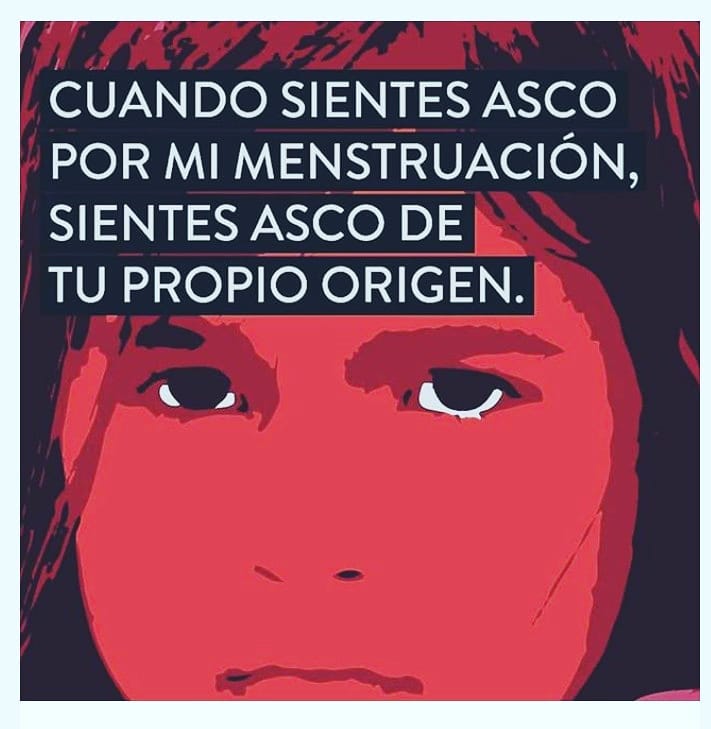 CUANDO SIENTES ASCO
POR MI MENSTRUACIÓN,
SIENTES ASCO DE
TU PROPIO ORIGEN.